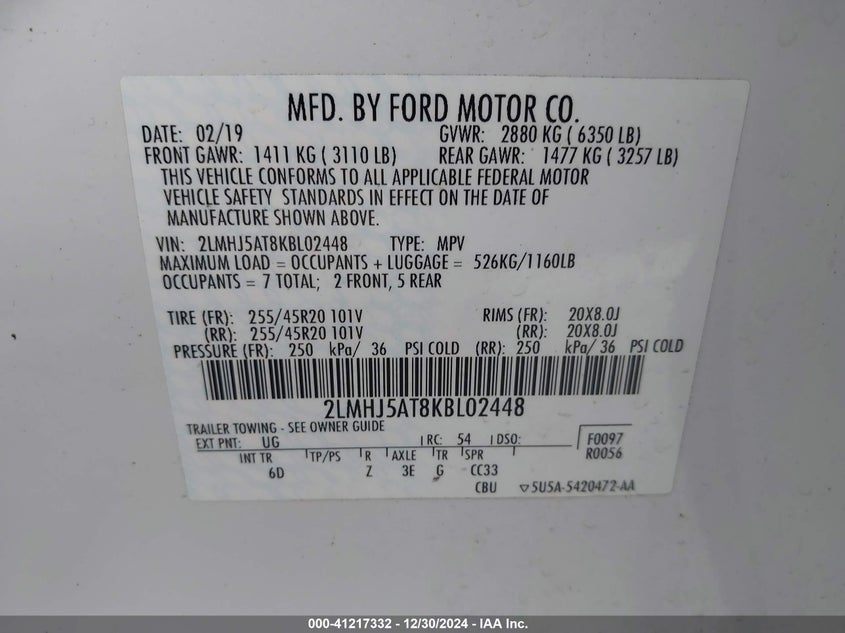 MFD. BY FORD MOTOR CO.
DATE: 02/19 GVWR: 2880 KG ( 6350 LB)
FRONT GAWR: 1411 KG ( 3110 LB) REAR GAWR: 1477 KG ( 3257 LB)
THIS VEHICLE CONFORMS TO ALL APPLICABLE FEDERAL MOTOR
VEHICLE SAFETY STANDARDS IN EFFECT ON THE DATE OF
MANUFACTURE SHOWN ABOVE.
VIN: 2LMHJ5AT8KBL02448 TYPE: MPV
MAXIMUM LOAD = OCCUPANTS + LUGGAGE = 526KG/1160LB
OCCUPANTS = 7 TOTAL; 2 FRONT, 5 REAR
TIRE (FR): 255/45R20 101V RIMS (FR): 20X8.0J
(RR): 255/45R20 101V (RR): 20X8.0J
PRESSURE (FR): 250 kPa/ 36 PSI COLD (RR): 250 kPa/ 36 PSI COLD
2LMHJ5AT8KBL02448
TRAILER TOWING - SEE OWNER GUIDE
EXT PNT: UG RC: 54 DSO: F0097
R0056
INT TR TP/PS R AXLE TR SPR
6D Z 3E G CC33
CBU ▽5U5A-5420472-AA
000-41217332 - 12/30/2024 - IAA Inc.